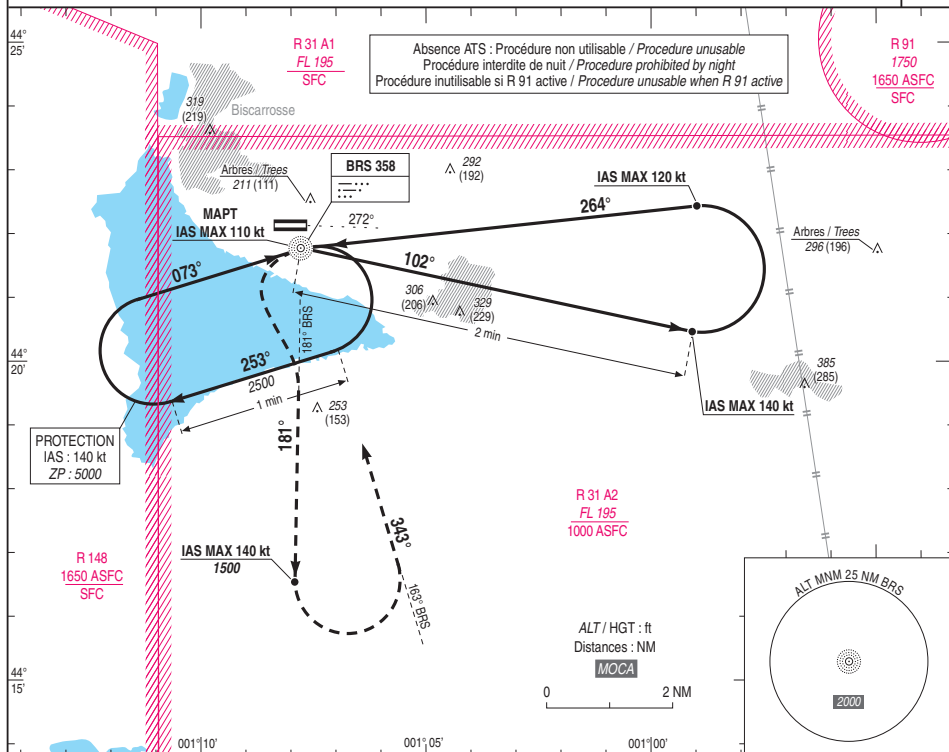 44°
25'
R 31 A1
FL 195
SFC
Absence ATS : Procédure non utilisable / Procedure unusable
Procédure interdite de nuit / Procedure prohibited by night
Procédure inutilisable si R 91 active / Procedure unusable when R 91 active
R 91
1750
1650 ASFC
SFC
319
(219)
Biscarrosse
Arbres / Trees
211 (111)
BRS 358
292
(192)
IAS MAX 120 kt
264°
MAPT
IAS MAX 110 kt
272°
Arbres / Trees
296 (196)
073°
102°
306
(206)
329
(229)
2 min
181° BRS
44°
20'
253°
2500
1 min
253
(153)
385
(285)
IAS MAX 140 kt
PROTECTION
IAS : 140 kt
ZP : 5000
181°
343°
163° BRS
R 31 A2
FL 195
1000 ASFC
IAS MAX 140 kt
1500
R 148
1650 ASFC
SFC
ALT / HGT : ft
Distances : NM
MOCA
0
2 NM
ALT MNM 25 NM BRS
2000
44°
15'
001° 10'
001° 05'
001° 00'